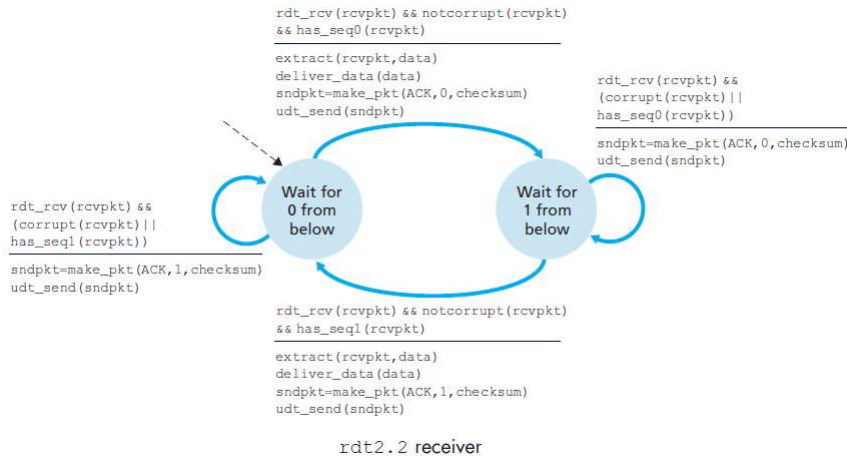 rdt_rcv(rcvpkt) && notcorrupt(rcvpkt)
&& has_seq0(rcvpkt)
extract(rcvpkt,data)
deliver_data(data)
sndpkt=make_pkt(ACK,0,checksum)
udt_send(sndpkt)
rdt_rcv(rcvpkt) &&
(corrupt(rcvpkt)||
has_seq0(rcvpkt))
sndpkt=make_pkt(ACK,0,checksum)
udt_send(sndpkt)
Wait for
0 from
below
Wait for
1 from
below
rdt_rcv(rcvpkt) &&
(corrupt(rcvpkt)||
has_seq1(rcvpkt))
sndpkt=make_pkt(ACK,1,checksum)
udt_send(sndpkt)
rdt_rcv(rcvpkt) && notcorrupt(rcvpkt)
&& has_seq1(rcvpkt)
extract(rcvpkt,data)
deliver_data(data)
sndpkt=make_pkt(ACK,1,checksum)
udt_send(sndpkt)
rdt2.2 receiver